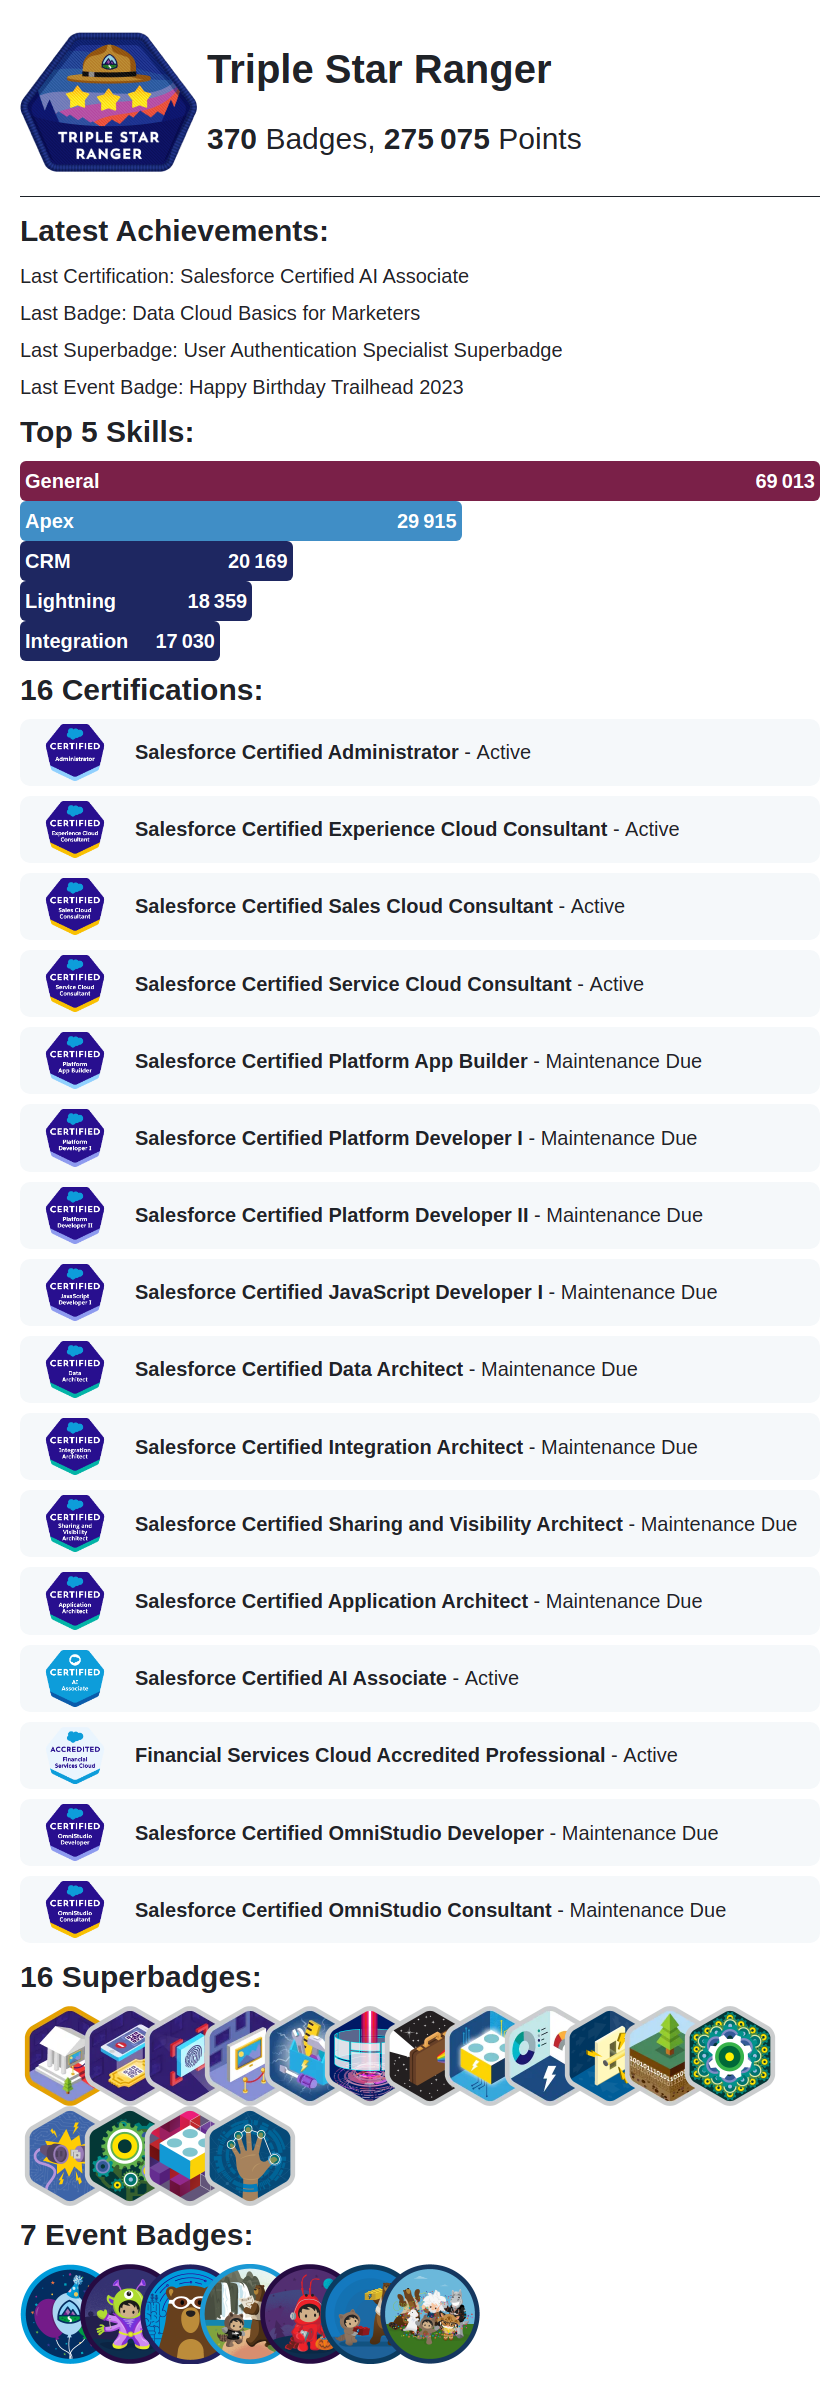 TRIPLE STAR
RANGER
Triple Star Ranger
370 Badges, 275 075 Points
Latest Achievements:
Last Certification: Salesforce Certified AI Associate
Last Badge: Data Cloud Basics for Marketers
Last Superbadge: User Authentication Specialist Superbadge
Last Event Badge: Happy Birthday Trailhead 2023
Top 5 Skills:
General 69 013
Apex 29 915
CRM 20 169
Lightning 18 359
Integration 17 030
16 Certifications:
CERTIFIED
Administrator
Salesforce Certified Administrator - Active
CERTIFIED
Experience Cloud
Consultant
Salesforce Certified Experience Cloud Consultant - Active
CERTIFIED
Sales Cloud
Consultant
Salesforce Certified Sales Cloud Consultant - Active
CERTIFIED
Service Cloud
Consultant
Salesforce Certified Service Cloud Consultant - Active
CERTIFIED
Platform
App Builder
Salesforce Certified Platform App Builder - Maintenance Due
CERTIFIED
Platform
Developer I
Salesforce Certified Platform Developer I - Maintenance Due
CERTIFIED
Platform
Developer II
Salesforce Certified Platform Developer II - Maintenance Due
CERTIFIED
JavaScript
Developer I
Salesforce Certified JavaScript Developer I - Maintenance Due
CERTIFIED
Data
Architect
Salesforce Certified Data Architect - Maintenance Due
CERTIFIED
Integration
Architect
Salesforce Certified Integration Architect - Maintenance Due
CERTIFIED
Sharing and
Visibility
Architect
Salesforce Certified Sharing and Visibility Architect - Maintenance Due
CERTIFIED
Application
Architect
Salesforce Certified Application Architect - Maintenance Due
CERTIFIED
AI
Associate
Salesforce Certified AI Associate - Active
ACCREDITED
Financial
Services Cloud
Financial Services Cloud Accredited Professional - Active
CERTIFIED
OmniStudio
Developer
Salesforce Certified OmniStudio Developer - Maintenance Due
CERTIFIED
OmniStudio
Consultant
Salesforce Certified OmniStudio Consultant - Maintenance Due
16 Superbadges:
7 Event Badges: